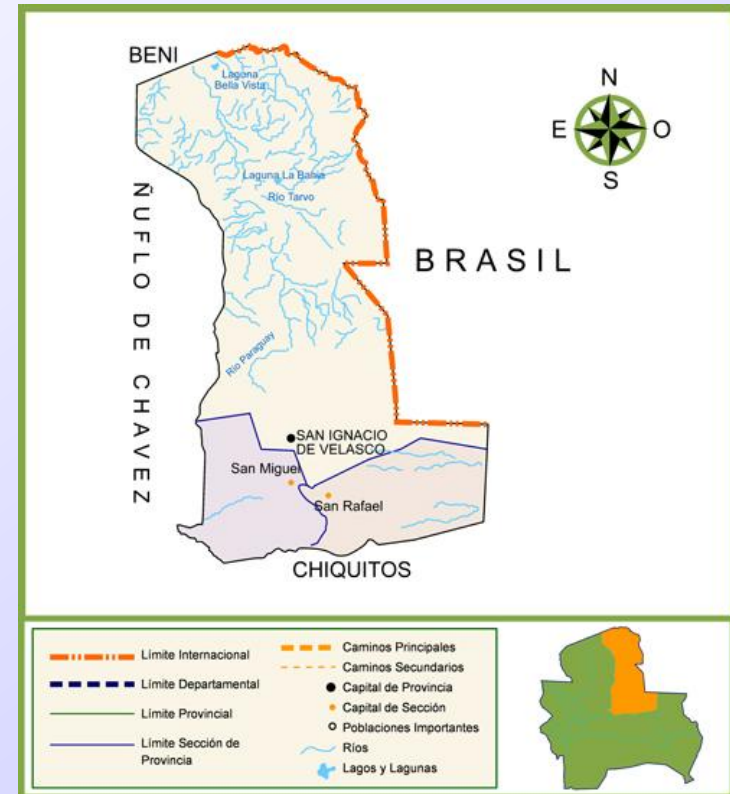 BENI
Laguna
Bella Vista
N
E
O
S
Laguna La Bahia
Río Tarvo
ÑUFLO DE CHAVEZ
BRASIL
Río Paraguay
SAN IGNACIO
DE VELASCO
San Miguel
San Rafael
CHIQUITOS
Límite Internacional
Límite Departamental
Límite Provincial
Límite Sección de
Provincia
Caminos Principales
Caminos Secundarios
Capital de Provincia
Capital de Sección
Poblaciones Importantes
Ríos
Lagos y Lagunas